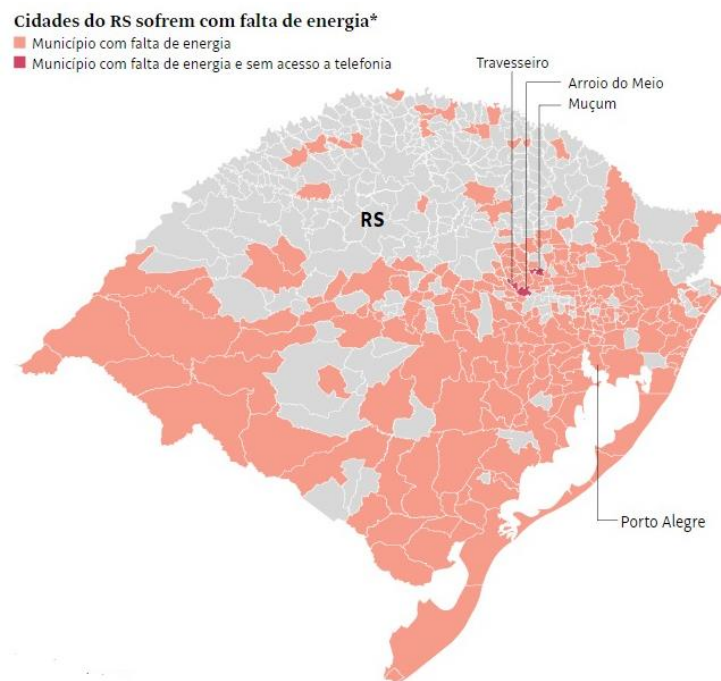 Cidades do RS sofrem com falta de energia*
Município com falta de energia
Município com falta de energia e sem acesso a telefonia
Travesseiro
Arroio do Meio
Muçum
RS
Porto Alegre